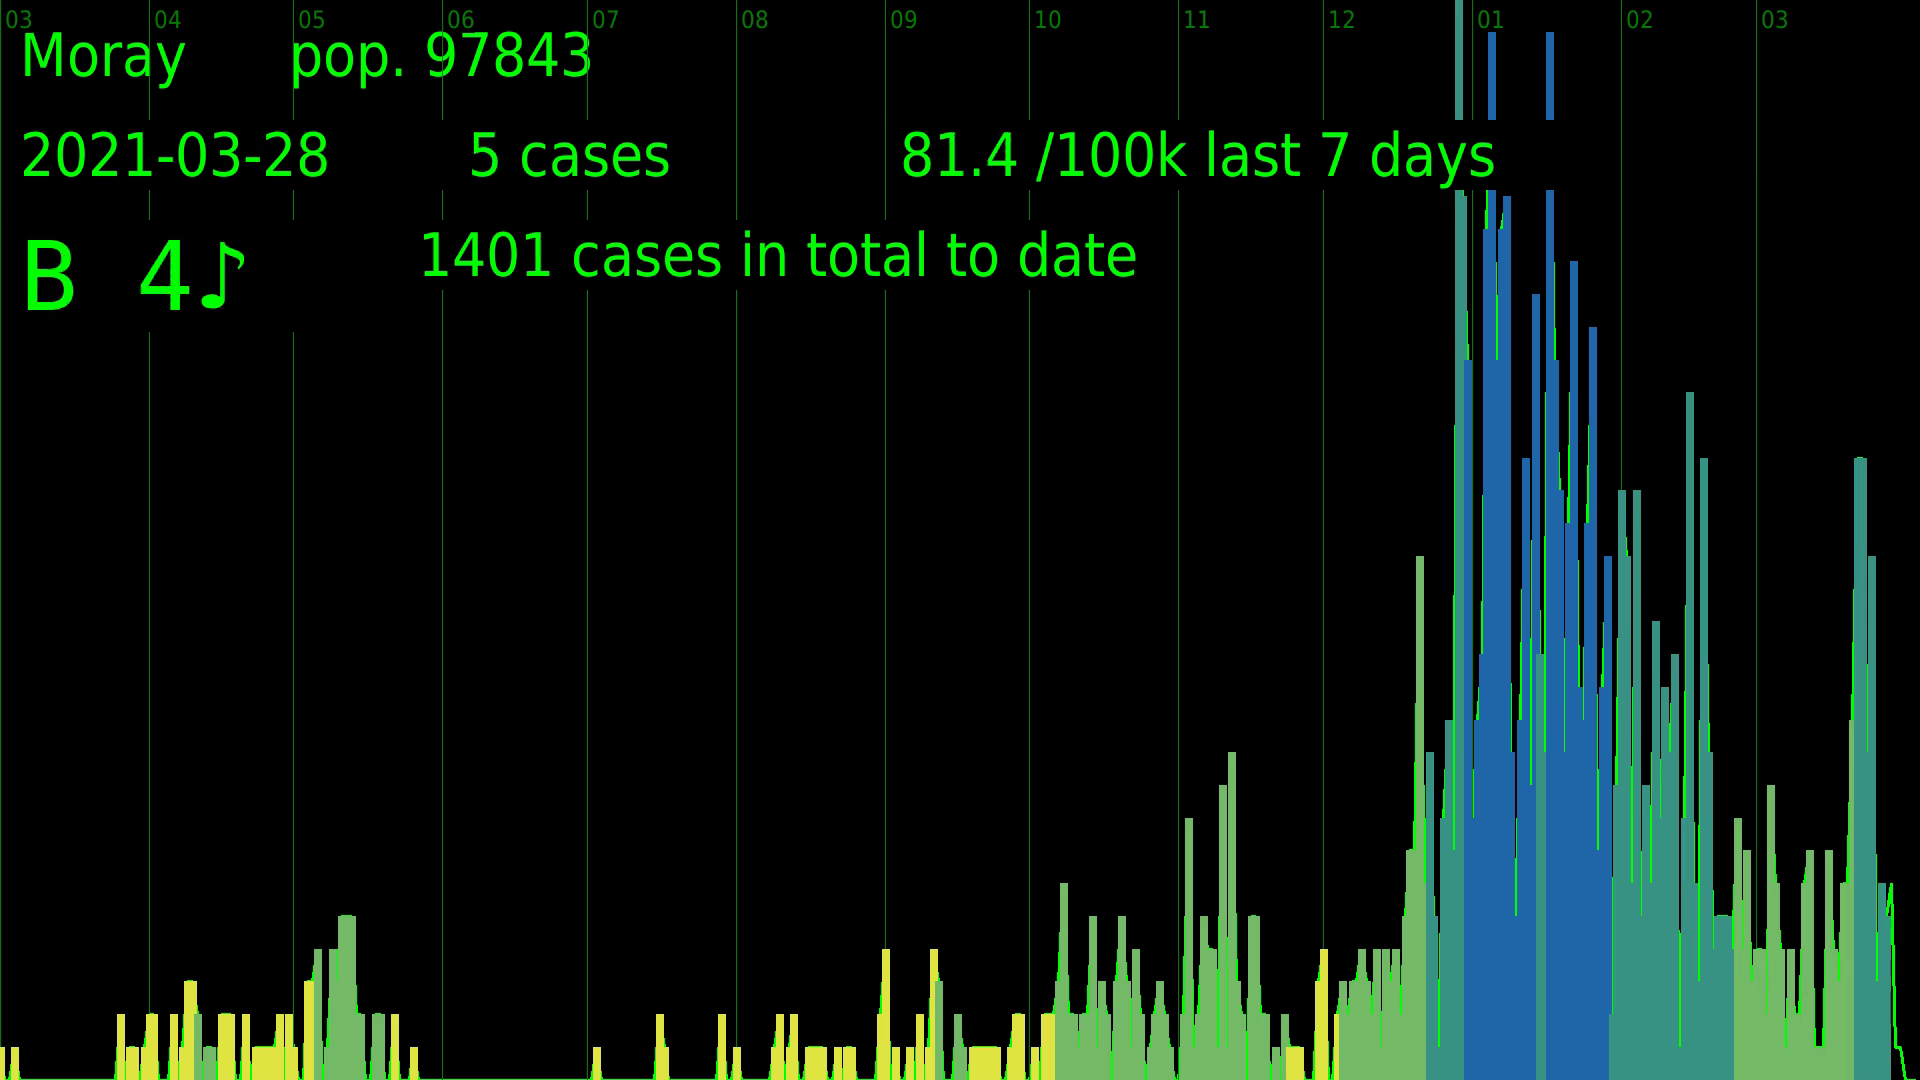 03 04 05 06 07 08 09 10 11 12 01 02 03
Moray pop. 97843
2021-03-28 5 cases 81.4 /100k last 7 days
B 4♪ 1401 cases in total to date